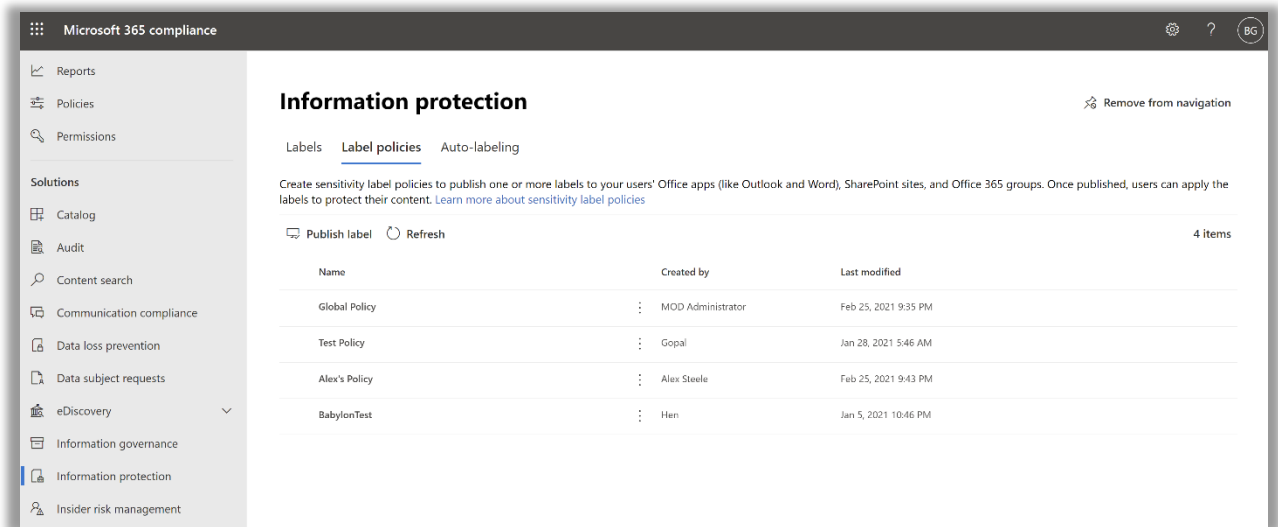 Microsoft 365 compliance
BG
Reports
Policies
Permissions
Solutions
Catalog
Audit
Content search
Communication compliance
Data loss prevention
Data subject requests
eDiscovery
Information governance
Information protection
Insider risk management
Information protection
Remove from navigation
Labels Label policies Auto-labeling
Create sensitivity label policies to publish one or more labels to your users' Office apps (like Outlook and Word), SharePoint sites, and Office 365 groups. Once published, users can apply the
labels to protect their content. Learn more about sensitivity label policies
Publish label Refresh 4 items
Name Created by Last modified
Global Policy MOD Administrator Feb 25, 2021 9:35 PM
Test Policy Gopal Jan 28, 2021 5:46 AM
Alex's Policy Alex Steele Feb 25, 2021 9:43 PM
BabylonTest Hen Jan 5, 2021 10:46 PM